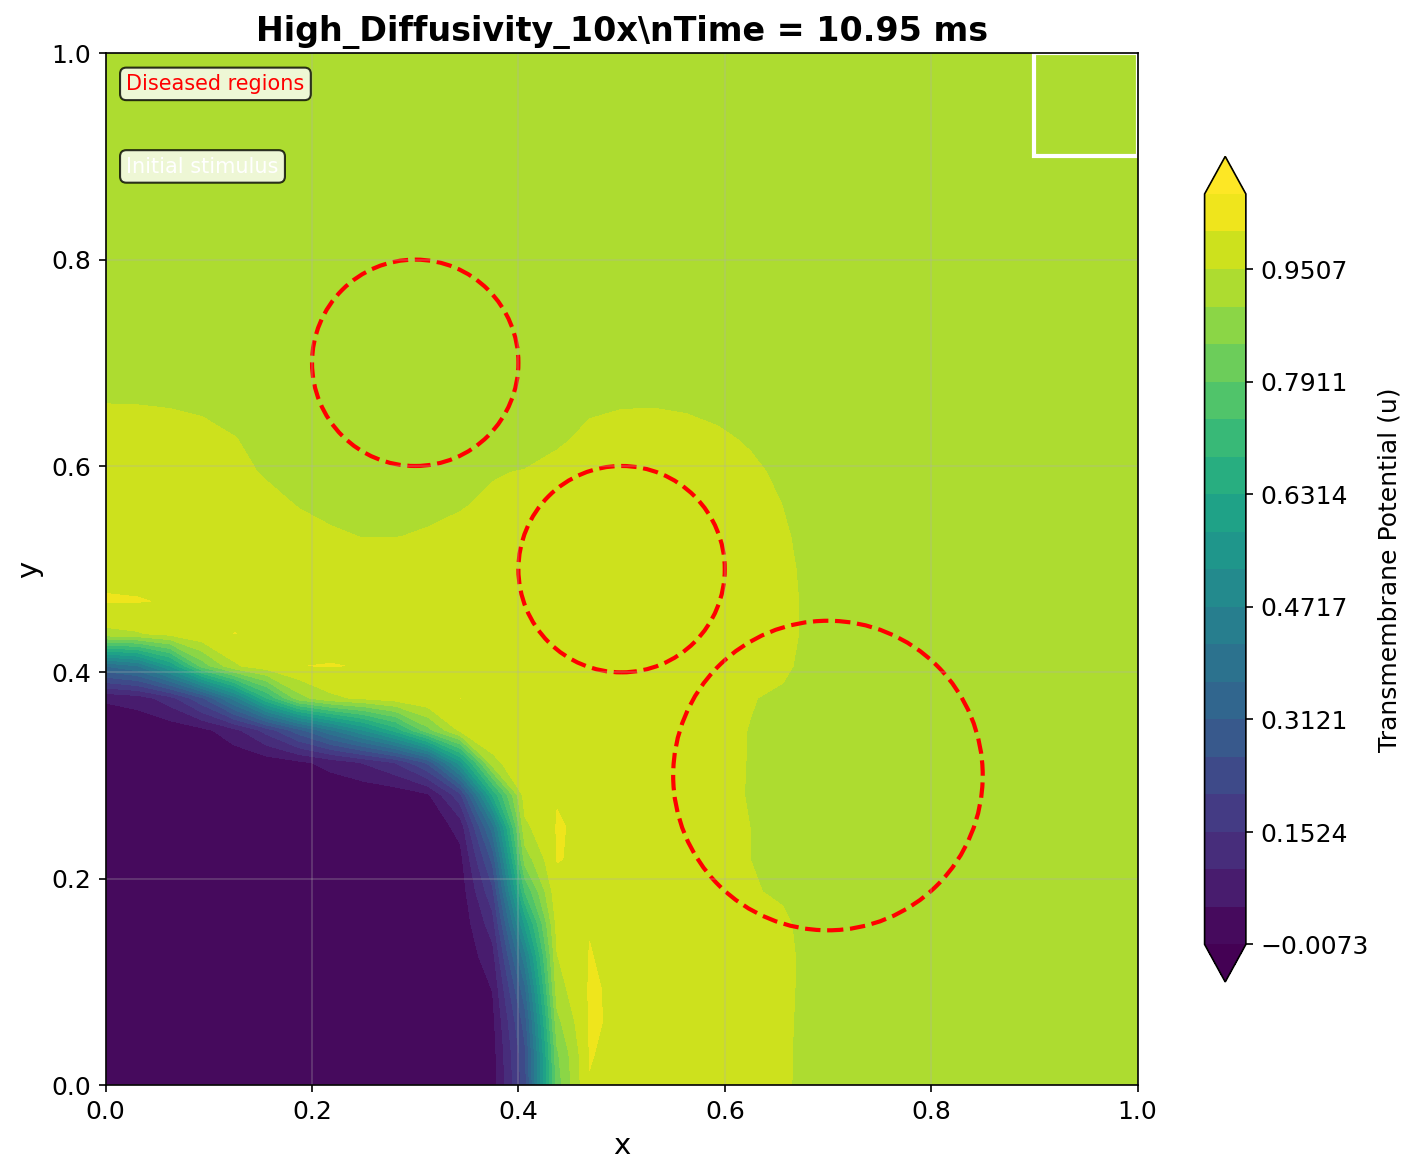 High_Diffusivity_10x\nTime = 10.95 ms
Diseased regions
Initial stimulus
1.0
0.8
0.6
0.4
0.2
0.0
y
0.0 0.2 0.4 0.6 0.8 1.0
x
0.9507
0.7911
0.6314
0.4717
0.3121
0.1524
−0.0073
Transmembrane Potential (u)